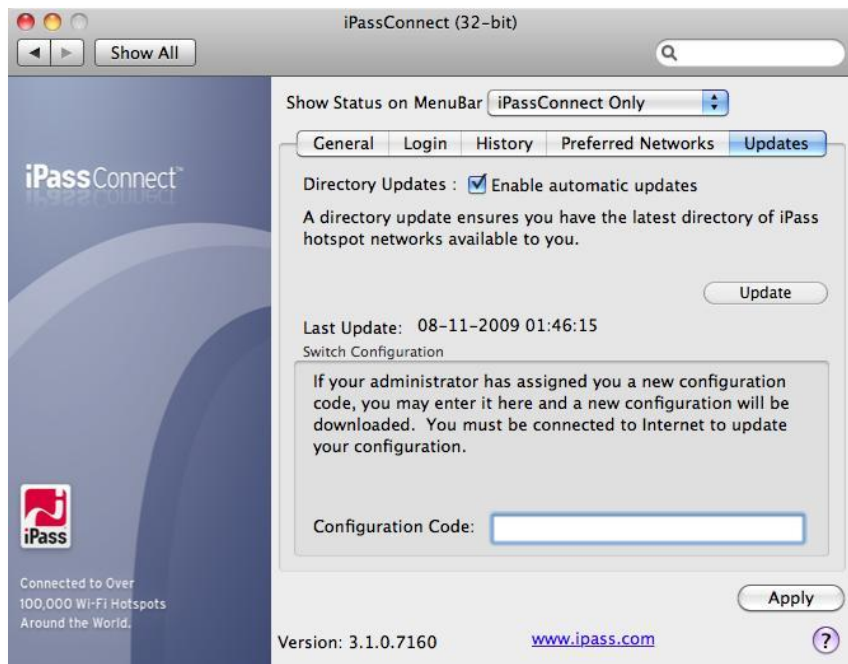 iPassConnect (32-bit)
Show All
Show Status on MenuBar iPassConnect Only
General Login History Preferred Networks Updates
iPassConnect™
Directory Updates : Enable automatic updates
A directory update ensures you have the latest directory of iPass
hotspot networks available to you.
Update
Last Update: 08-11-2009 01:46:15
Switch Configuration
If your administrator has assigned you a new configuration
code, you may enter it here and a new configuration will be
downloaded. You must be connected to Internet to update
your configuration.
Configuration Code:
iPass
Connected to Over
100,000 Wi-Fi Hotspots
Around the World.
Apply
Version: 3.1.0.7160 www.ipass.com ?